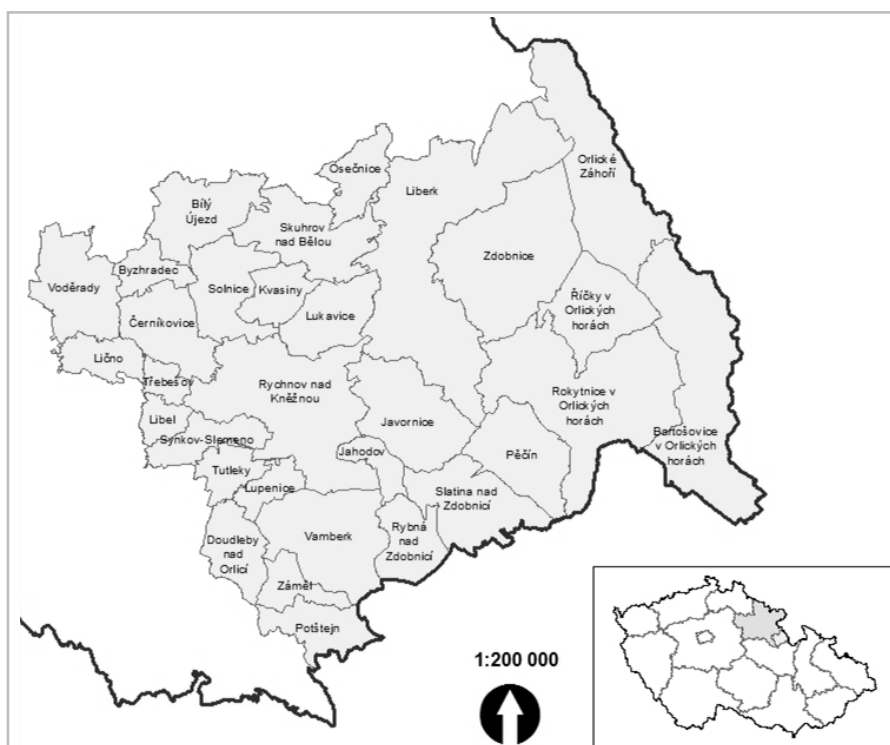 Osečnice
Orlické
Záhoří
Liberk
Bílý
Újezd
Skuhrov
nad Bělou
Zdobnice
Byzhradec
Voděrady
Solnice
Kvasiny
Říčky v
Orlických
horách
Lukavice
Černíkovice
Lično
Třebešov
Rychnov nad
Kněžnou
Rokytnice v
Orlických
horách
Libel
Javornice
Synkov-Slemeno
Bartošovice
v Orlických
horách
Jahodov
Pěčín
Tutleky
Lupenice
Slatina nad
Zdobnicí
Doudleby
nad
Orlicí
Vamberk
Rybná
nad
Zdobnicí
Záměl
Potštejn
1:200 000